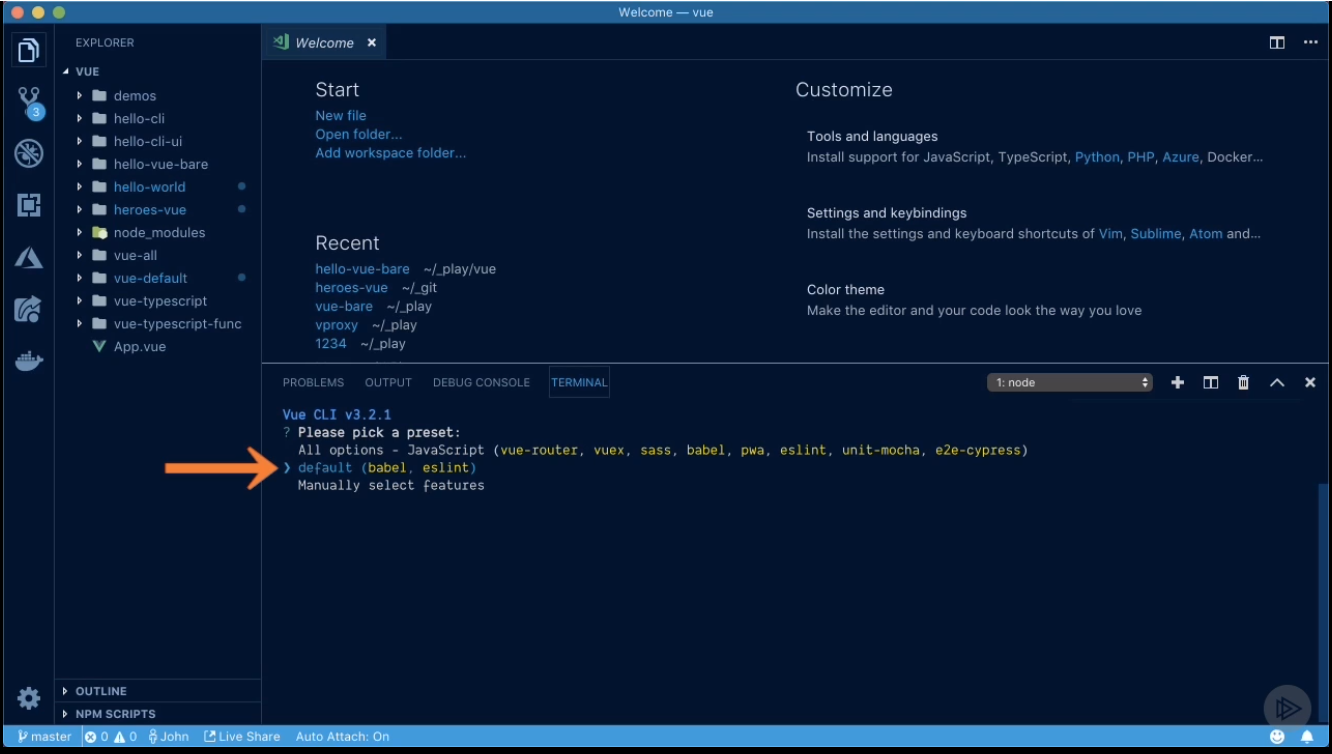 Welcome — vue
EXPLORER
VUE
demos
hello-cli
hello-cli-ui
hello-vue-bare
hello-world
heroes-vue
node_modules
vue-all
vue-default
vue-typescript
vue-typescript-func
App.vue
OUTLINE
NPM SCRIPTS
3
Welcome
Start
New file
Open folder...
Add workspace folder...
Recent
hello-vue-bare ~/_play/vue
heroes-vue ~/_git
vue-bare ~/_play
vproxy ~/_play
1234 ~/_play
Customize
Tools and languages
Install support for JavaScript, TypeScript, Python, PHP, Azure, Docker...
Settings and keybindings
Install the settings and keyboard shortcuts of Vim, Sublime, Atom and...
Color theme
Make the editor and your code look the way you love
PROBLEMS OUTPUT DEBUG CONSOLE TERMINAL 1: node
Vue CLI v3.2.1
? Please pick a preset:
All options - JavaScript (vue-router, vuex, sass, babel, pwa, eslint, unit-mocha, e2e-cypress)
❯ default (babel, eslint)
Manually select features
master 0 0 John Live Share Auto Attach: On